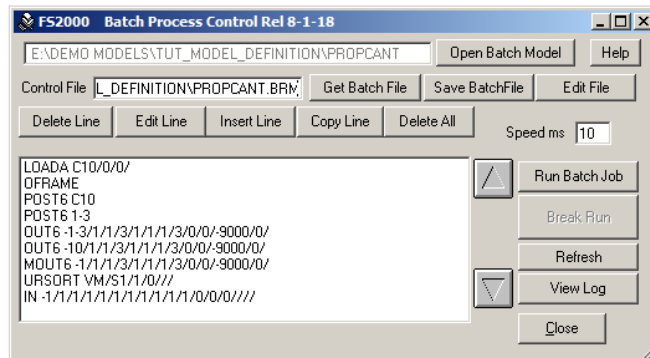 FS2000 Batch Process Control Rel 8-1-18
E:\DEMO MODELS\TUT_MODEL_DEFINITION\PROPCANT Open Batch Model Help
Control File L_DEFINITION\PROPCANT.BRM Get Batch File Save BatchFile Edit File
Delete Line Edit Line Insert Line Copy Line Delete All Speed ms 10
LOADA C10/0/0/
OFRAME
POST6 C10
POST6 1-3
OUT6 -1-3/1/1/3/1/1/1/3/0/0/-9000/0/
OUT6 -10/1/1/3/1/1/1/3/0/0/-9000/0/
MOUT6 -1/1/1/3/1/1/1/3/0/0/-9000/0/
URSORT VM/S1/1/0///
IN -1/1/1/1/1/1/1/1/1/1/1/0/0/0////
Run Batch Job
Break Run
Refresh
View Log
Close